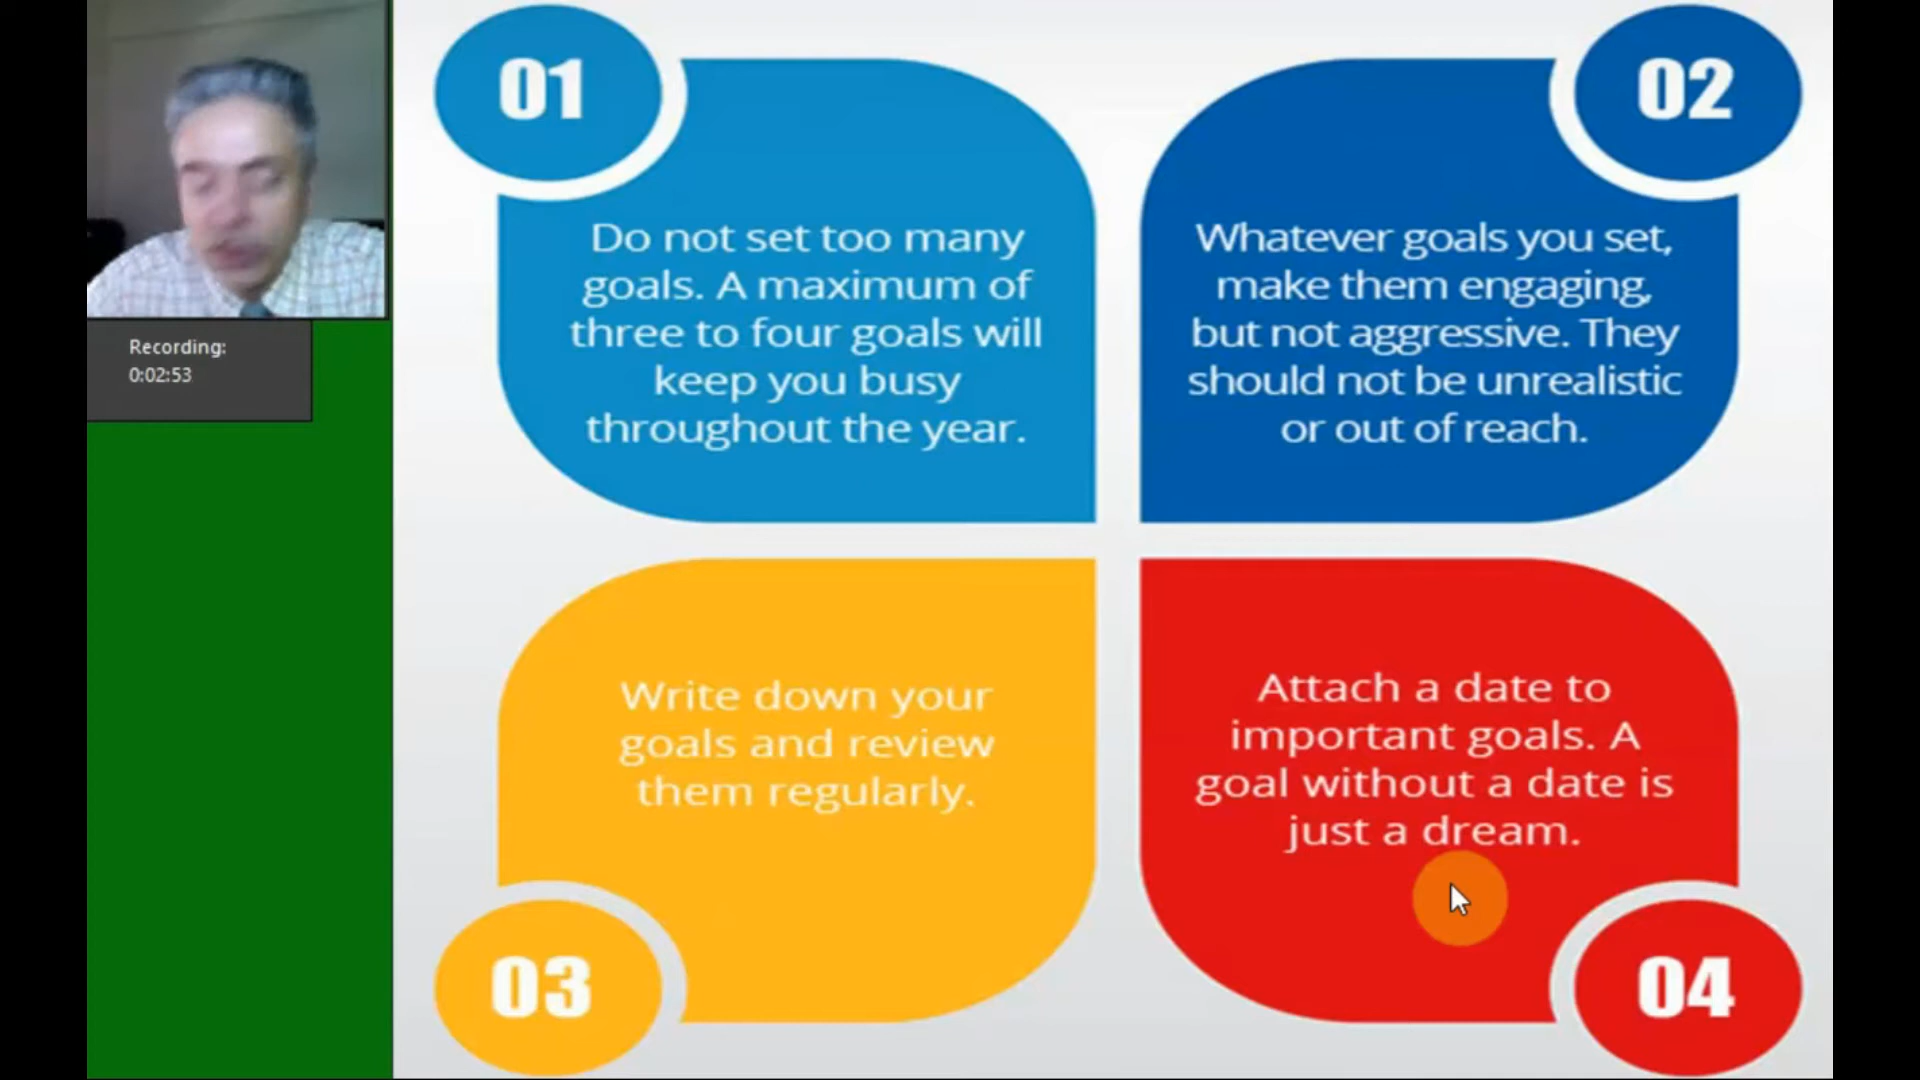 Recording:
0:02:53
01
Do not set too many
goals. A maximum of
three to four goals will
keep you busy
throughout the year.
02
Whatever goals you set,
make them engaging,
but not aggressive. They
should not be unrealistic
or out of reach.
03
Write down your
goals and review
them regularly.
04
Attach a date to
important goals. A
goal without a date is
just a dream.